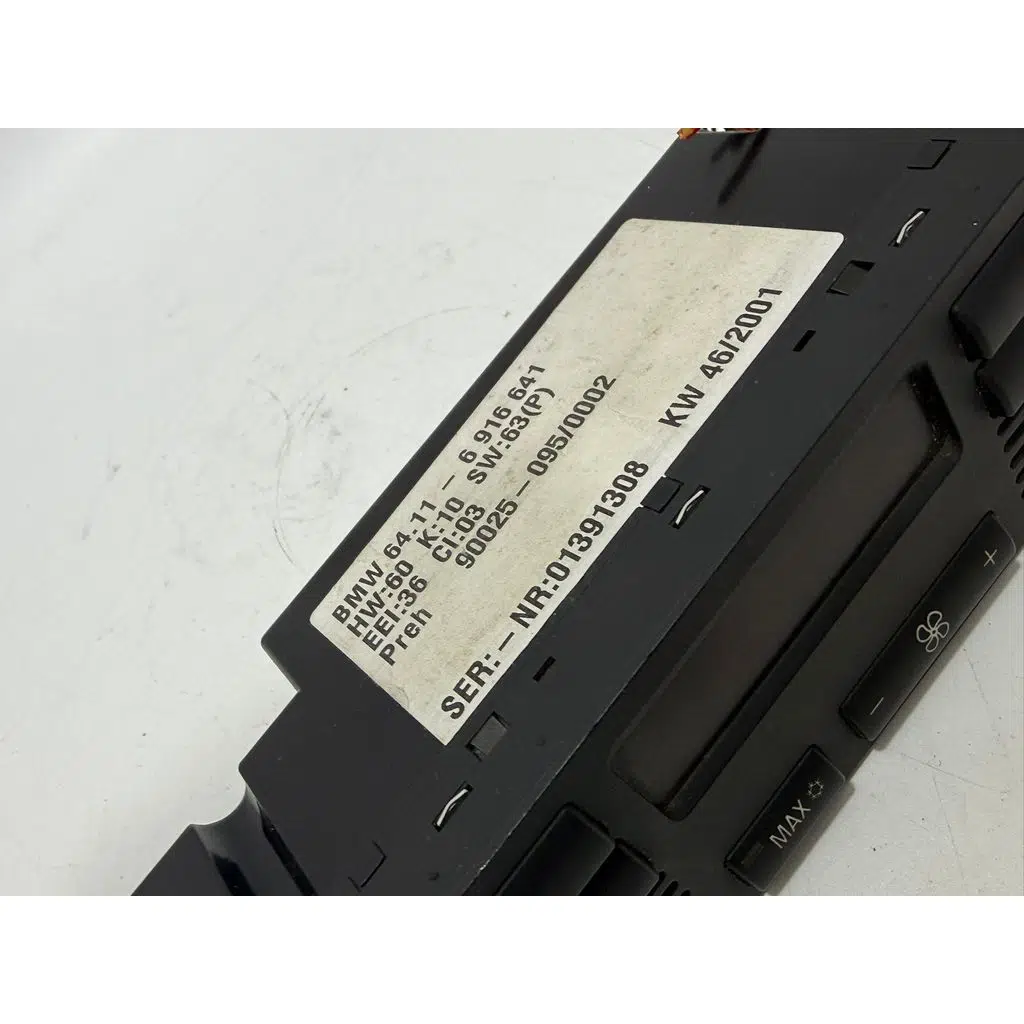 BMW 64.11 - 6 916 641
HW:60 K:10 SW:63(P)
EEI:36 CI:03
Preh 90025-095/0002
SER:-NR:01391308 KW 46/2001
+
-
MAX